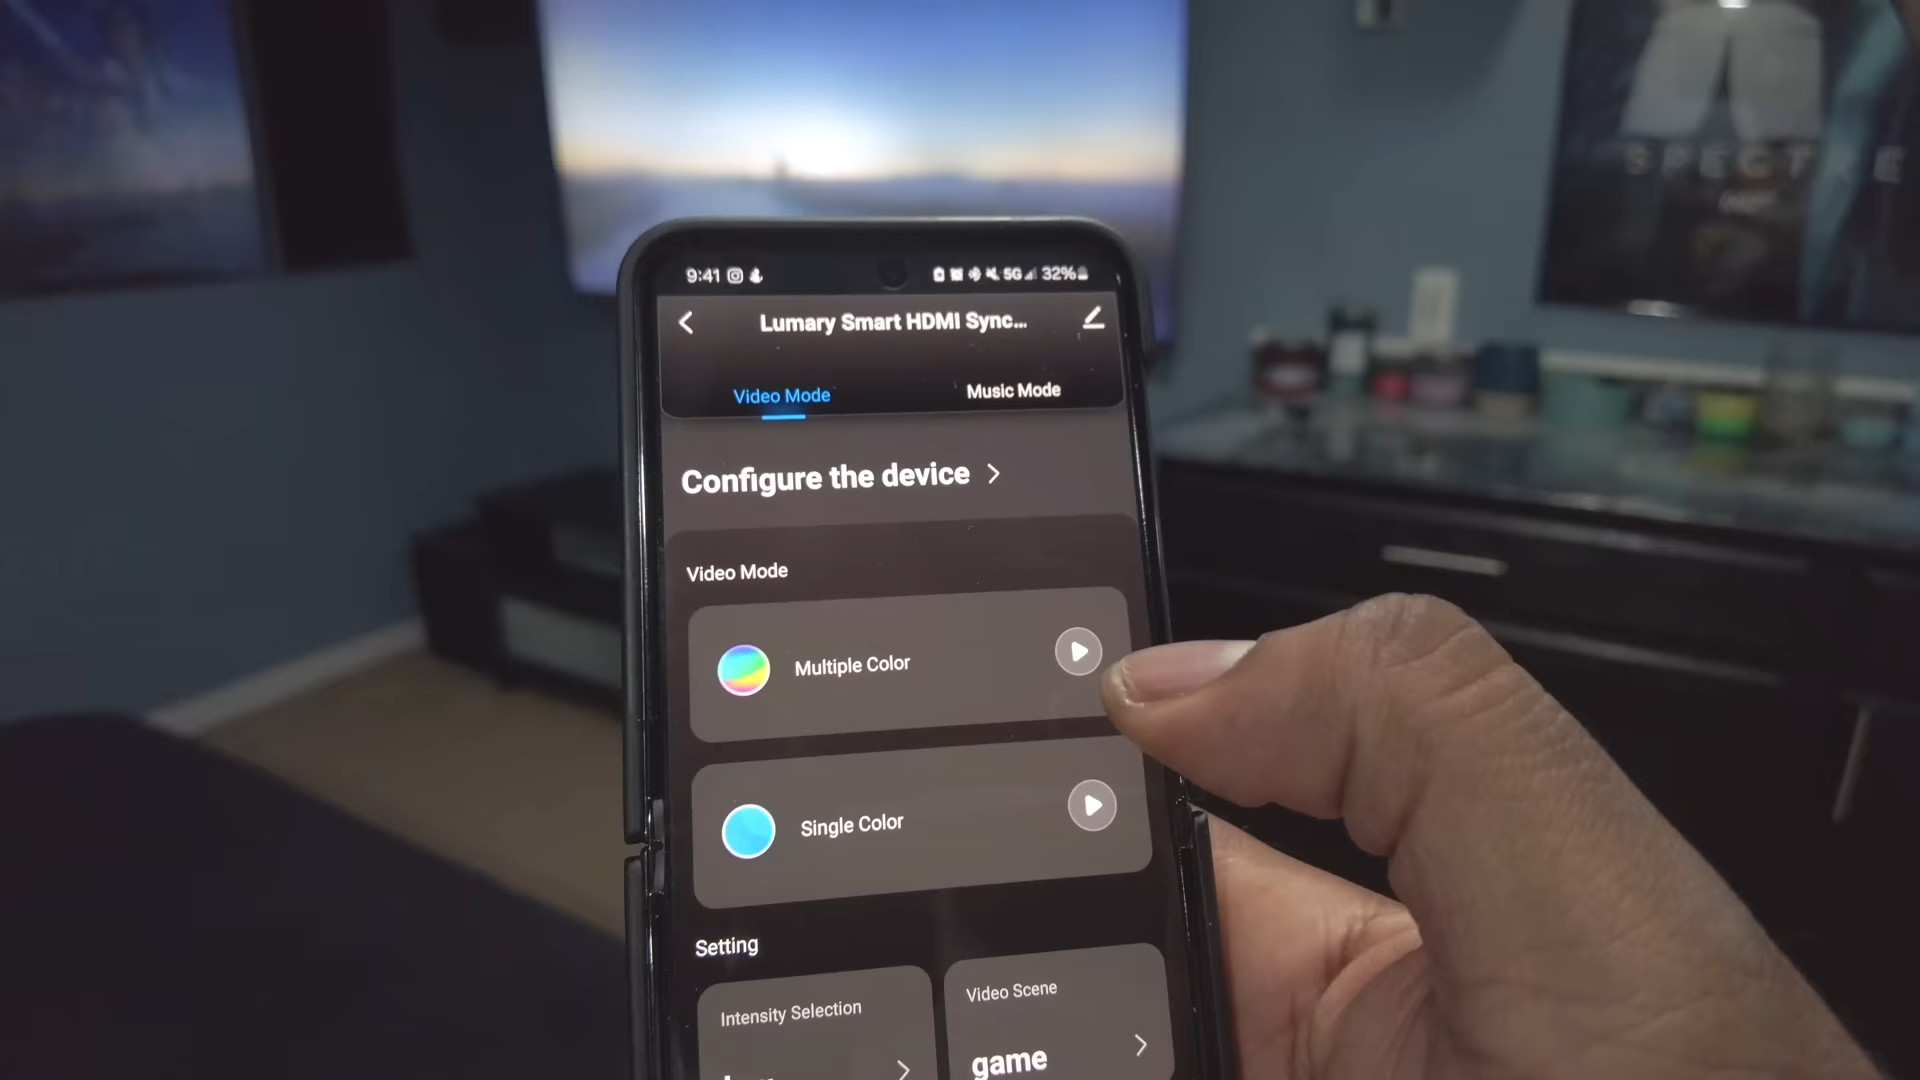 9:41
5G 32%
Lumary Smart HDMI Sync...
Video Mode
Music Mode
Configure the device
Video Mode
Multiple Color
Single Color
Setting
Intensity Selection
Video Scene
game
SPECTRE